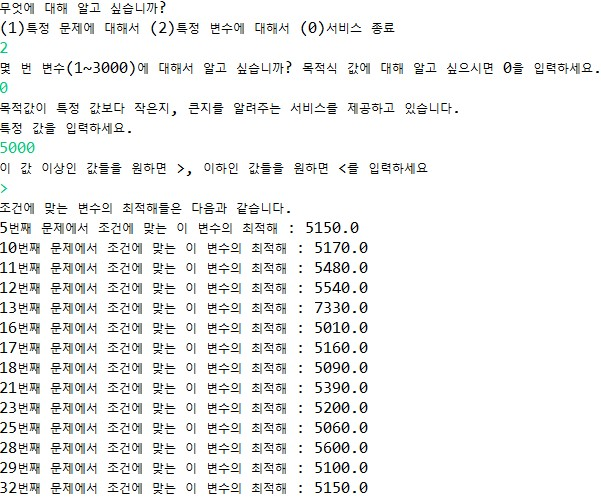 무엇에 대해 알고 싶습니까?
(1)특정 문제에 대해서 (2)특정 변수에 대해서 (0)서비스 종료
2
몇 번 변수(1~3000)에 대해서 알고 싶습니까? 목적식 값에 대해 알고 싶으시면 0을 입력하세요.
0
목적값이 특정 값보다 작은지, 큰지를 알려주는 서비스를 제공하고 있습니다.
특정 값을 입력하세요.
5000
이 값 이상인 값들을 원하면 >, 이하인 값들을 원하면 <를 입력하세요
>
조건에 맞는 변수의 최적해들은 다음과 같습니다.
5번째 문제에서 조건에 맞는 이 변수의 최적해 : 5150.0
10번째 문제에서 조건에 맞는 이 변수의 최적해 : 5170.0
11번째 문제에서 조건에 맞는 이 변수의 최적해 : 5480.0
12번째 문제에서 조건에 맞는 이 변수의 최적해 : 5540.0
13번째 문제에서 조건에 맞는 이 변수의 최적해 : 7330.0
16번째 문제에서 조건에 맞는 이 변수의 최적해 : 5010.0
17번째 문제에서 조건에 맞는 이 변수의 최적해 : 5160.0
18번째 문제에서 조건에 맞는 이 변수의 최적해 : 5090.0
21번째 문제에서 조건에 맞는 이 변수의 최적해 : 5390.0
23번째 문제에서 조건에 맞는 이 변수의 최적해 : 5200.0
25번째 문제에서 조건에 맞는 이 변수의 최적해 : 5060.0
28번째 문제에서 조건에 맞는 이 변수의 최적해 : 5600.0
29번째 문제에서 조건에 맞는 이 변수의 최적해 : 5100.0
32번째 문제에서 조건에 맞는 이 변수의 최적해 : 5150.0